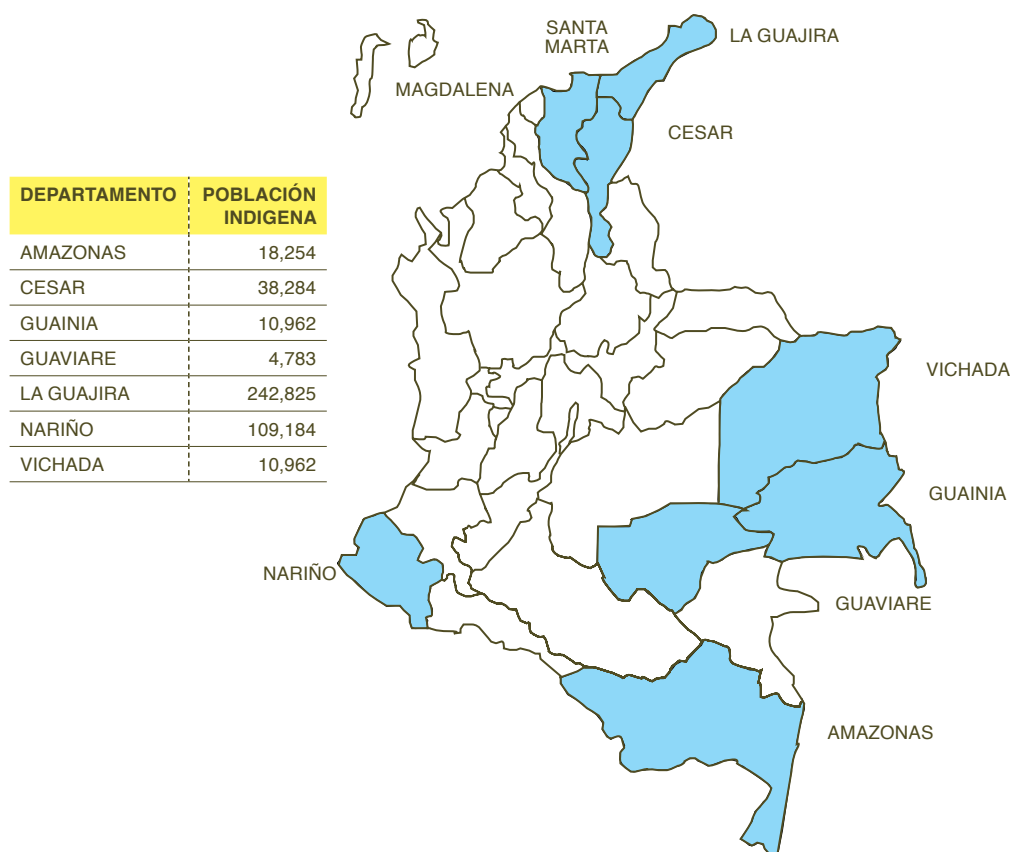 SANTA
MARTA
LA GUAJIRA
MAGDALENA
CESAR
DEPARTAMENTO POBLACIÓN
INDIGENA
AMAZONAS 18,254
CESAR 38,284
GUAINIA 10,962
GUAVIARE 4,783
LA GUAJIRA 242,825
NARIÑO 109,184
VICHADA 10,962
VICHADA
GUAINIA
NARIÑO
GUAVIARE
AMAZONAS